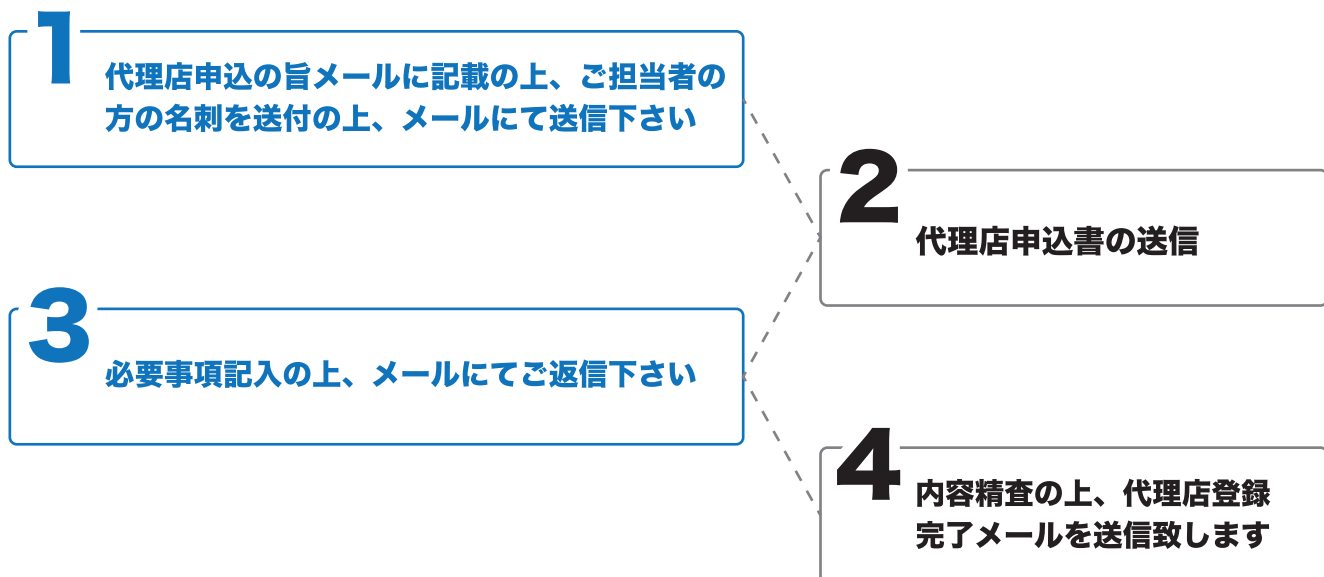 1
代理店申込の旨メールに記載の上、ご担当者の
方の名刺を送付の上、メールにて送信下さい
2
代理店申込書の送信
3
必要事項記入の上、メールにてご返信下さい
4
内容精査の上、代理店登録
完了メールを送信致します